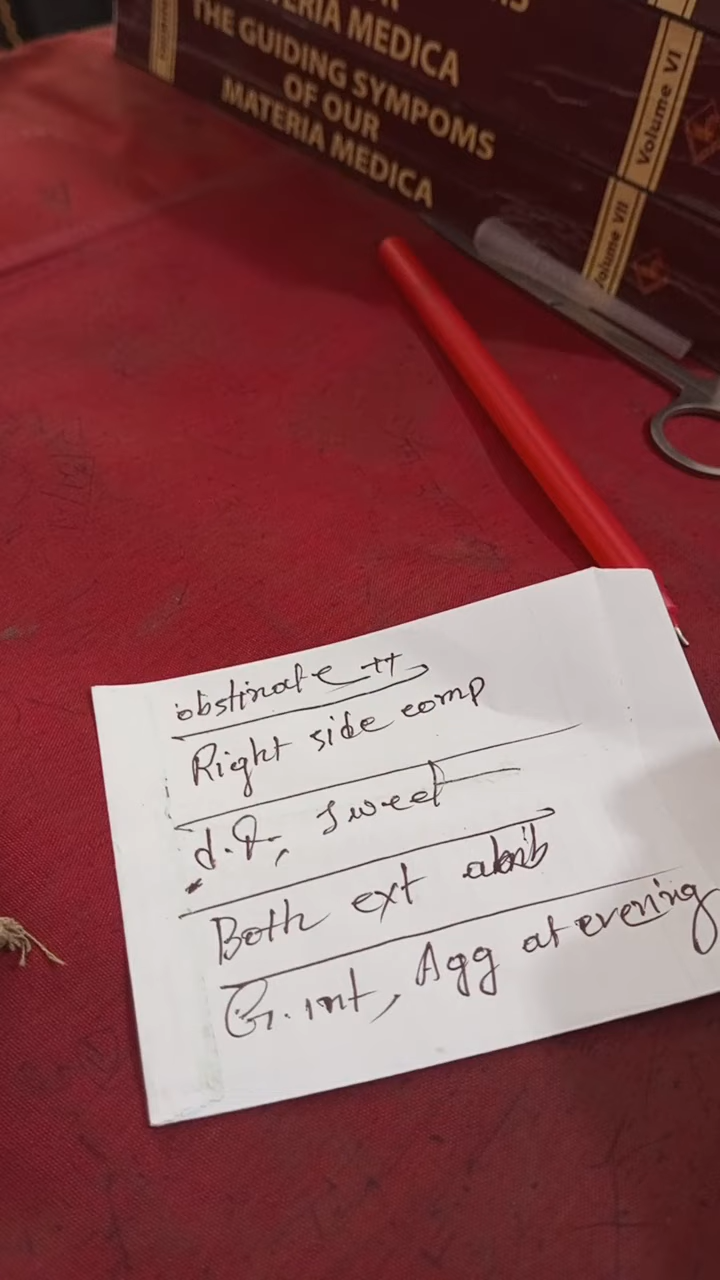 MATERIA MEDICA
THE GUIDING SYMPOMS
OF OUR
MATERIA MEDICA
Volume VI
Volume VII
obstinate ++
Right side comp
d.Q, sweet
Both ext
G.int, Agg at evening